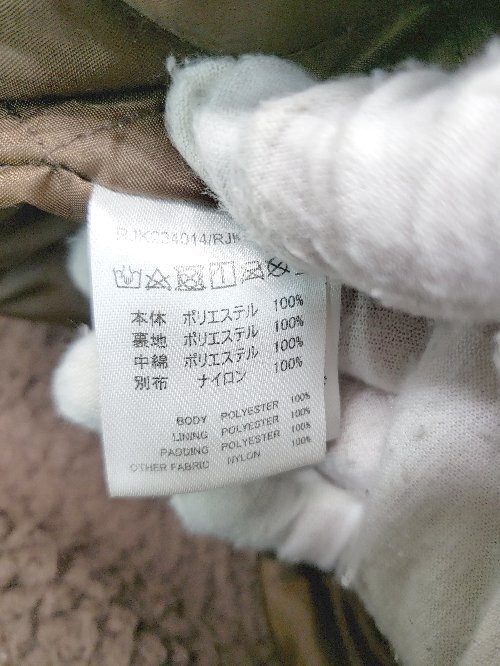 RJK234014/RJK
本体 ポリエステル 100%
裏地 ポリエステル 100%
中綿 ポリエステル 100%
別布 ナイロン 100%
BODY POLYESTER 100%
LINING POLYESTER 100%
PADDING POLYESTER 100%
OTHER FABRIC NYLON 100%